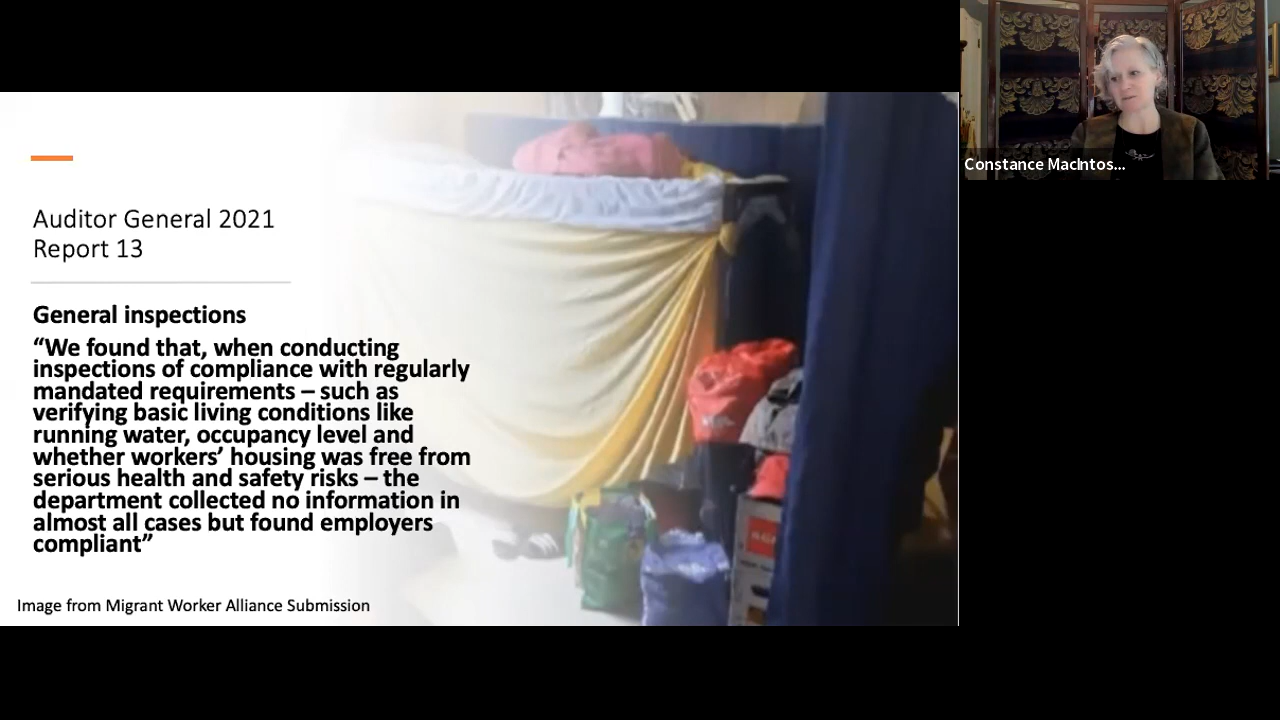 Auditor General 2021
Report 13
General inspections
“We found that, when conducting
inspections of compliance with regularly
mandated requirements – such as
verifying basic living conditions like
running water, occupancy level and
whether workers’ housing was free from
serious health and safety risks – the
department collected no information in
almost all cases but found employers
compliant”
Image from Migrant Worker Alliance Submission
Constance MacIntos...